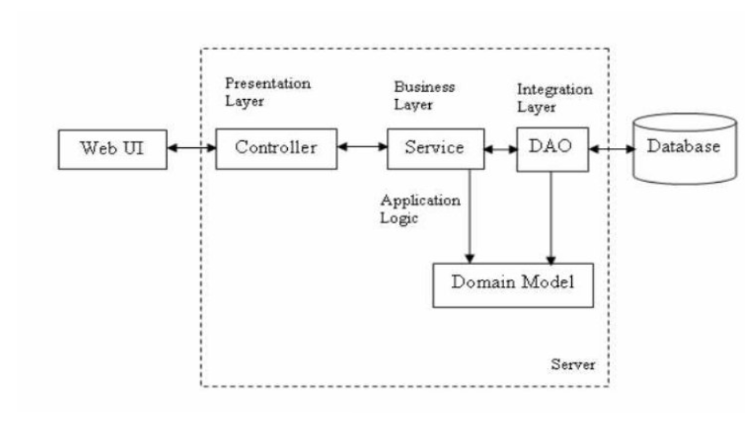 Presentation
Layer
Business
Layer
Integration
Layer
Web UI
Controller
Service
DAO
Database
Application
Logic
Domain Model
Server